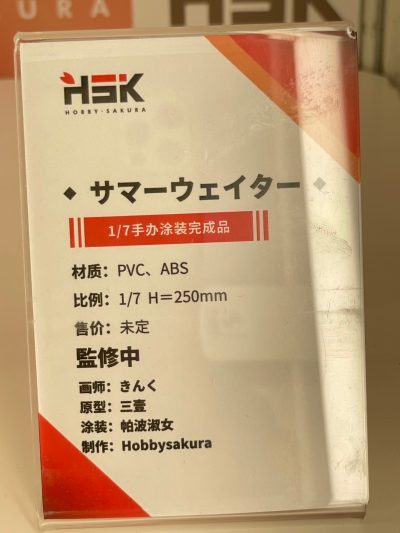 SAKURA
HSK
HSK
HOBBY·SAKURA
◆ サマーウェイター ◆
1/7手办涂装完成品
材质：PVC、ABS
比例：1/7 H＝250mm
售价：未定
監修中
画师：きんく
原型：三壹
涂装：帕波淑女
制作：Hobbysakura